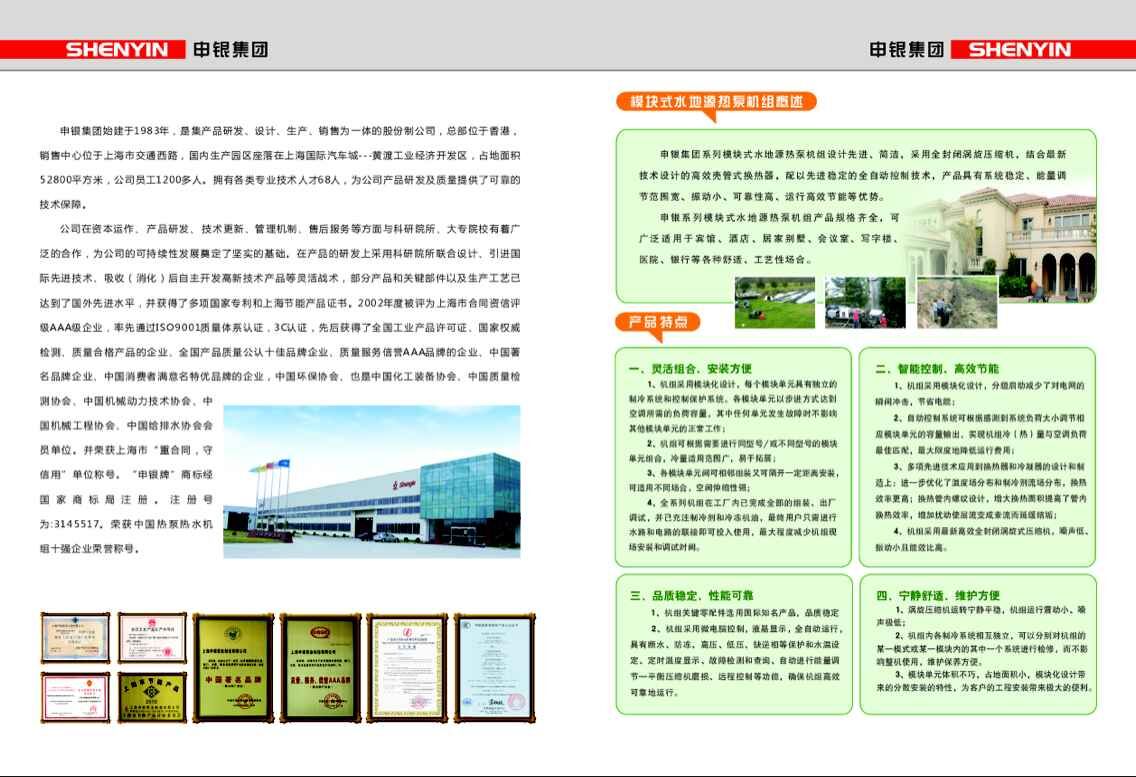 SHENYIN 申银集团
申银集团 SHENYIN
申银集团始建于1983年，是集产品研发、设计、生产、销售为一体的股份制公司，总部位于香港，
销售中心位于上海市交通西路，国内生产园区座落在上海国际汽车城---黄渡工业经济开发区，占地面积
52800平方米，公司员工1200多人。拥有各类专业技术人才68人，为公司产品研发及质量提供了可靠的
技术保障。
公司在资本运作、产品研发、技术更新、管理机制、售后服务等方面与科研院所、大专院校有着广
泛的合作，为公司的可持续性发展奠定了坚实的基础。在产品的研发上采用科研院所联合设计、引进国
际先进技术、吸收（消化）后自主开发高新技术产品等灵活战术，部分产品和关键部件以及生产工艺已
达到了国外先进水平，并获得了多项国家专利和上海节能产品证书。2002年度被评为上海市合同资信评
级AAA级企业，率先通过ISO9001质量体系认证，3C认证，先后获得了全国工业产品许可证、国家权威
检测、质量合格产品的企业、全国产品质量公认十佳品牌企业、质量服务信誉AAA品牌的企业、中国著
名品牌企业、中国消费者满意名特优品牌的企业，中国环保协会、也是中国化工装备协会、中国质量检
测协会、中国机械动力技术协会、中
国机械工程协会、中国给排水协会会
员单位。并荣获上海市“重合同，守
信用”单位称号。“申银牌”商标经
国家商标局注册。注册号
为:3145517。荣获中国热泵热水机
组十强企业荣誉称号。
Shenyin
中国著名品牌
质量、服务、信誉AAA品牌
上海节能产品
2010
模块式水地源热泵机组概述
申银集团系列模块式水地源热泵机组设计先进、简洁，采用全封闭涡旋压缩机，结合最新
技术设计的高效壳管式换热器，配以先进稳定的全自动控制技术，产品具有系统稳定、能量调
节范围宽、振动小、可靠性高、运行高效节能等优势。
申银系列模块式水地源热泵机组产品规格齐全，可
广泛适用于宾馆、酒店、居家别墅、会议室、写字楼、
医院、银行等各种舒适、工艺性场合。
产品特点
一、灵活组合、安装方便
1、机组采用模块化设计，每个模块单元具有独立的
制冷系统和控制保护系统。各模块单元以步进方式达到
空调所需的负荷容量，其中任何单元发生故障时不影响
其他模块单元的正常工作；
2、机组可根据需要进行同型号/或不同型号的模块
单元组合，冷量适用范围广，易于拓展；
3、各模块单元间可相邻组装又可隔开一定距离安装，
可适用不同场合，空间伸缩性强；
4、全系列机组在工厂内已完成全部的组装，出厂
调试，并已充注制冷剂和冷冻机油，最终用户只需进行
水路和电路的联接即可投入使用，最大程度减少机组现
场安装和调试时间。
二、智能控制、高效节能
1、机组采用模块化设计，分级启动减少了对电网的
瞬间冲击，节省电能；
2、自动控制系统可根据感测到系统负荷大小调节相
应模块单元的容量输出，实现机组冷（热）量与空调负荷
最佳匹配，最大限度地降低运行费用；
3、多项先进技术应用到换热器和冷凝器的设计和制
造上；进一步优化了温度场分布和制冷剂流场分布，换热
效率更高；换热管内螺纹设计，增大换热面积提高了管内
换热效率，增加扰动使层流变成紊流而延缓结垢；
4、机组采用最新高效全封闭涡旋式压缩机，噪声低、
振动小且能效比高。
三、品质稳定、性能可靠
1、机组关键零配件选用国际知名产品，品质稳定
2、机组采用微电脑控制，液晶显示，全自动运行，
具有断水、防冻、高压、低压、缺逆相等保护和水温设
定、定时温度显示、故障检测和查询、自动进行能量调
节—平衡压缩机磨损、远程控制等功能，确保机组高效
可靠地运行。
四、宁静舒适、维护方便
1、涡旋压缩机运转宁静平稳，机组运行震动小、噪
声极低；
2、机组内各制冷系统相互独立，可以分别对机组的
某一模式或某一模块内的其中一个系统进行检修，而不影
响整机使用，维护保养方便。
3、模块单元体积不巧，占地面积小，模块化设计带
来的分散安装的特性，为客户的工程安装带来极大的便利。